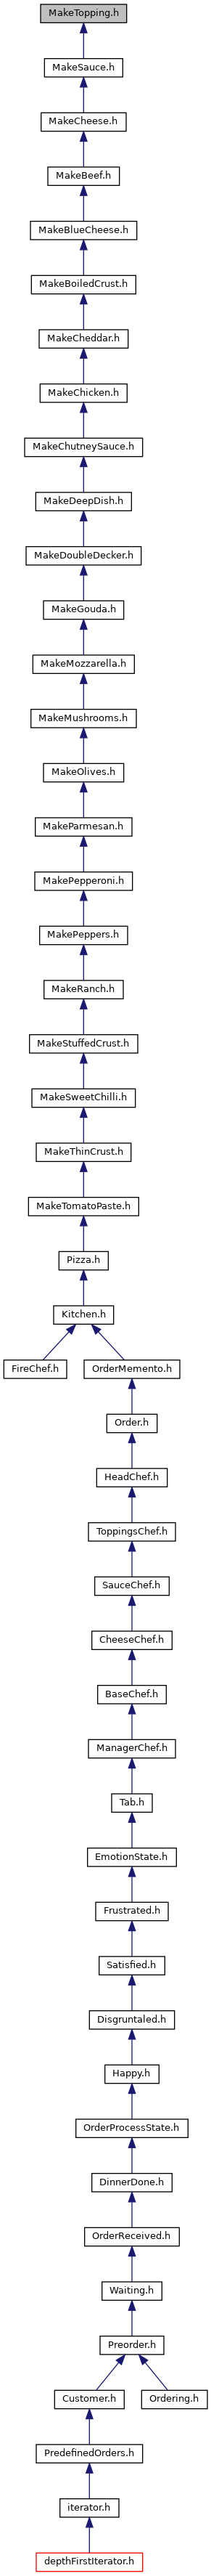 MakeTopping.h
MakeSauce.h
MakeCheese.h
MakeBeef.h
MakeBlueCheese.h
MakeBoiledCrust.h
MakeCheddar.h
MakeChicken.h
MakeChutneySauce.h
MakeDeepDish.h
MakeDoubleDecker.h
MakeGouda.h
MakeMozzarella.h
MakeMushrooms.h
MakeOlives.h
MakeParmesan.h
MakePepperoni.h
MakePeppers.h
MakeRanch.h
MakeStuffedCrust.h
MakeSweetChilli.h
MakeThinCrust.h
MakeTomatoPaste.h
Pizza.h
Kitchen.h
FireChef.h OrderMemento.h
Order.h
HeadChef.h
ToppingsChef.h
SauceChef.h
CheeseChef.h
BaseChef.h
ManagerChef.h
Tab.h
EmotionState.h
Frustrated.h
Satisfied.h
Disgruntaled.h
Happy.h
OrderProcessState.h
DinnerDone.h
OrderReceived.h
Waiting.h
Preorder.h
Customer.h Ordering.h
PredefinedOrders.h
iterator.h
depthFirstIterator.h